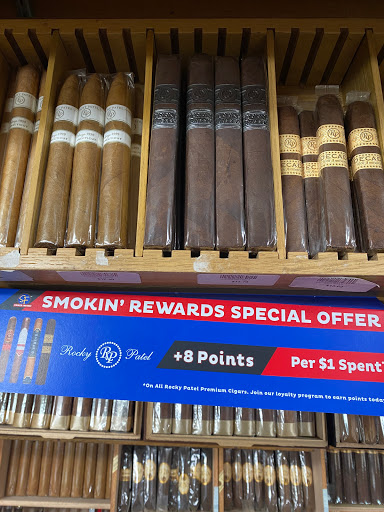 DECADE
SMOKIN' REWARDS SPECIAL OFFER
Rocky RP Patel
+8 Points
Per $1 Spent*
*On All Rocky Patel Premium Cigars. Join our loyalty program to earn points today